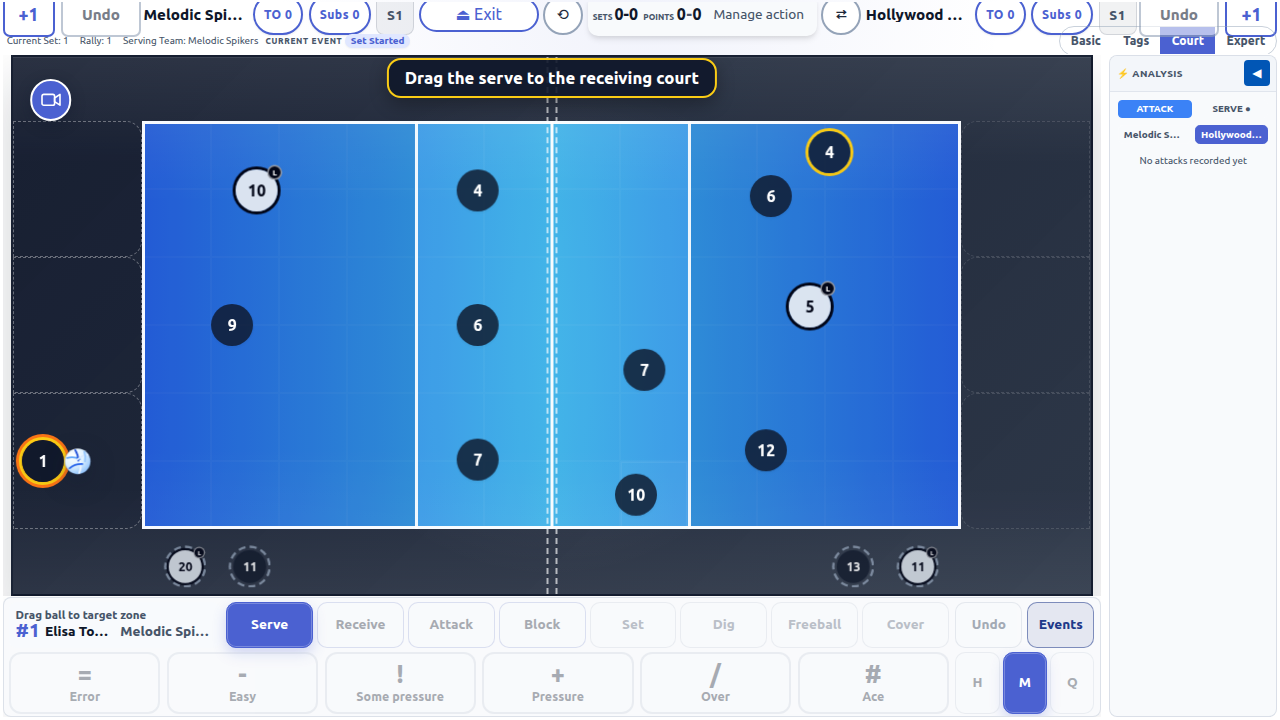 +1 Undo Melodic Spi... TO 0 Subs 0 S1 ⏏ Exit ⟲ SETS 0-0 POINTS 0-0 Manage action ⇄ Hollywood ... TO 0 Subs 0 S1 Undo +1
Current Set: 1 Rally: 1 Serving Team: Melodic Spikers CURRENT EVENT Set Started
Basic Tags Court Expert
Drag the serve to the receiving court
⚡ ANALYSIS ◀
ATTACK SERVE ●
Melodic S... Hollywood...
No attacks recorded yet
4
10 L 4 6
5 L
9 6
7
12
1 7
10
20 L 11 13 11 L
Drag ball to target zone
#1 Elisa To... Melodic Spi...
Serve Receive Attack Block Set Dig Freeball Cover Undo Events
= - ! + / #
Error Easy Some pressure Pressure Over Ace
H M Q